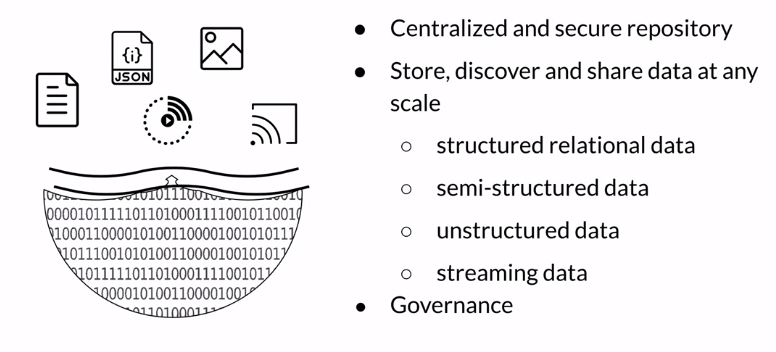 {i}
JSON
● Centralized and secure repository
● Store, discover and share data at any
scale
○ structured relational data
○ semi-structured data
○ unstructured data
○ streaming data
● Governance
0000101111101101000111110010110010